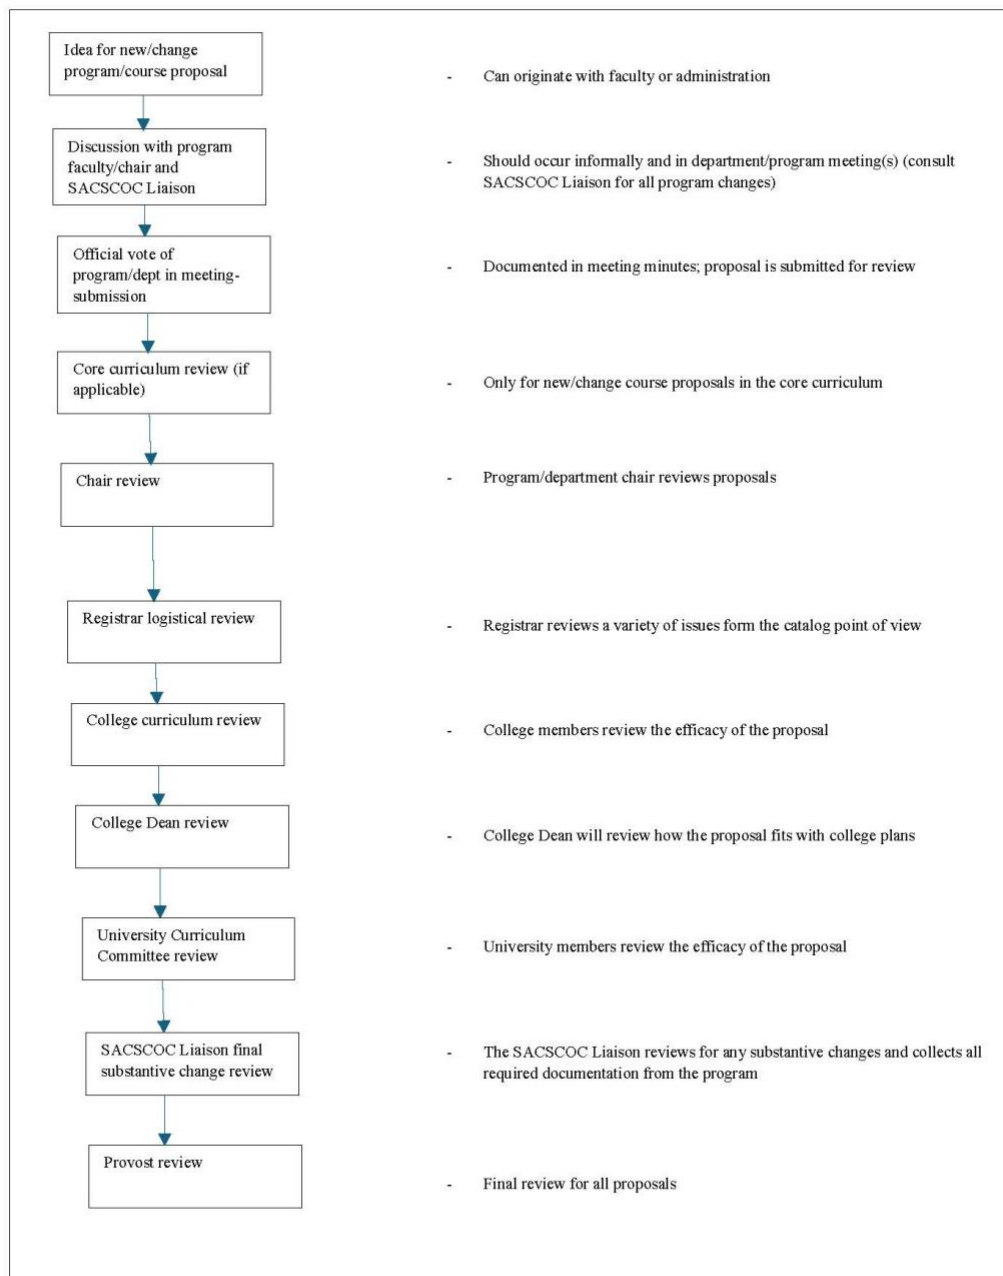 Idea for new/change
program/course proposal
- Can originate with faculty or administration
Discussion with program
faculty/chair and
SACSCOC Liaison
- Should occur informally and in department/program meeting(s) (consult
SACSCOC Liaison for all program changes)
Official vote of
program/dept in meeting-
submission
- Documented in meeting minutes; proposal is submitted for review
Core curriculum review (if
applicable)
- Only for new/change course proposals in the core curriculum
Chair review
- Program/department chair reviews proposals
Registrar logistical review
- Registrar reviews a variety of issues form the catalog point of view
College curriculum review
- College members review the efficacy of the proposal
College Dean review
- College Dean will review how the proposal fits with college plans
University Curriculum
Committee review
- University members review the efficacy of the proposal
SACSCOC Liaison final
substantive change review
- The SACSCOC Liaison reviews for any substantive changes and collects all
required documentation from the program
Provost review
- Final review for all proposals